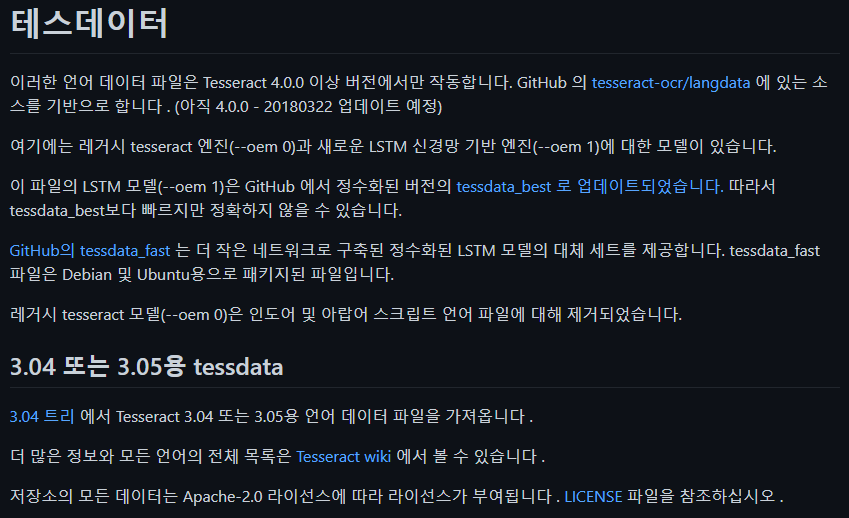 테스데이터
이러한 언어 데이터 파일은 Tesseract 4.0.0 이상 버전에서만 작동합니다. GitHub 의 tesseract-ocr/langdata 에 있는 소
스를 기반으로 합니다 . (아직 4.0.0 - 20180322 업데이트 예정)
여기에는 레거시 tesseract 엔진(--oem 0)과 새로운 LSTM 신경망 기반 엔진(--oem 1)에 대한 모델이 있습니다.
이 파일의 LSTM 모델(--oem 1)은 GitHub 에서 정수화된 버전의 tessdata_best 로 업데이트되었습니다. 따라서
tessdata_best보다 빠르지만 정확하지 않을 수 있습니다.
GitHub의 tessdata_fast 는 더 작은 네트워크로 구축된 정수화된 LSTM 모델의 대체 세트를 제공합니다. tessdata_fast
파일은 Debian 및 Ubuntu용으로 패키지된 파일입니다.
레거시 tesseract 모델(--oem 0)은 인도어 및 아랍어 스크립트 언어 파일에 대해 제거되었습니다.
3.04 또는 3.05용 tessdata
3.04 트리 에서 Tesseract 3.04 또는 3.05용 언어 데이터 파일을 가져옵니다 .
더 많은 정보와 모든 언어의 전체 목록은 Tesseract wiki 에서 볼 수 있습니다 .
저장소의 모든 데이터는 Apache-2.0 라이선스에 따라 라이선스가 부여됩니다 . LICENSE 파일을 참조하십시오 .